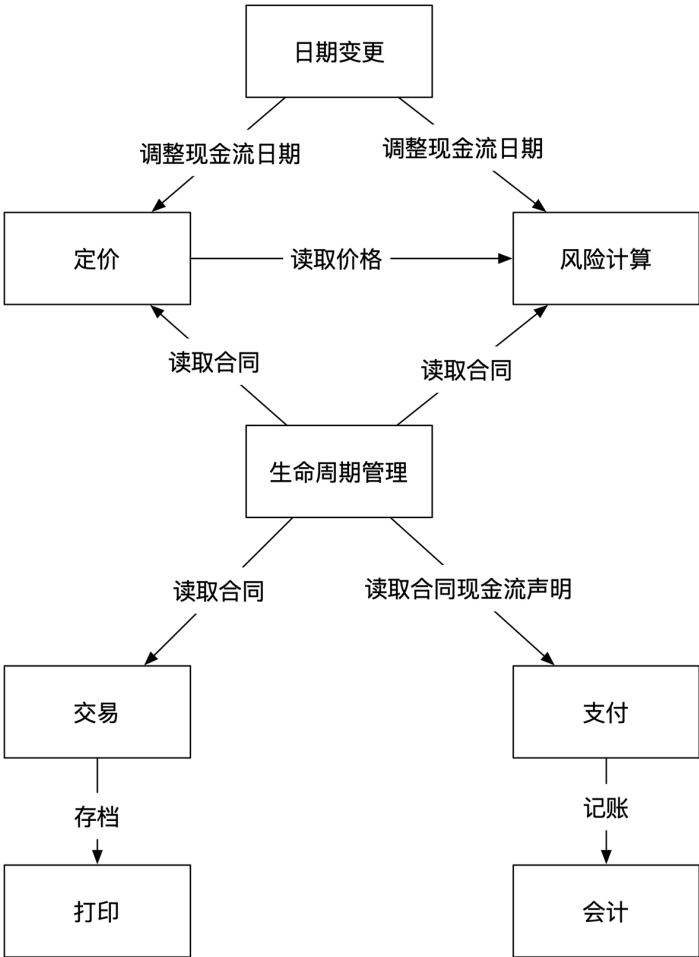 日期变更
调整现金流日期
调整现金流日期
定价
读取价格
风险计算
读取合同
读取合同
生命周期管理
读取合同
读取合同现金流声明
交易
支付
存档
记账
打印
会计